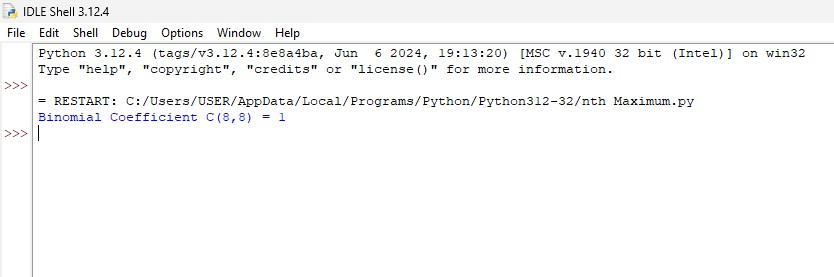 IDLE Shell 3.12.4
File Edit Shell Debug Options Window Help
Python 3.12.4 (tags/v3.12.4:8e8a4ba, Jun  6 2024, 19:13:20) [MSC v.1940 32 bit (Intel)] on win32
Type "help", "copyright", "credits" or "license()" for more information.
>>>
= RESTART: C:/Users/USER/AppData/Local/Programs/Python/Python312-32/nth Maximum.py
Binomial Coefficient C(8,8) = 1
>>>